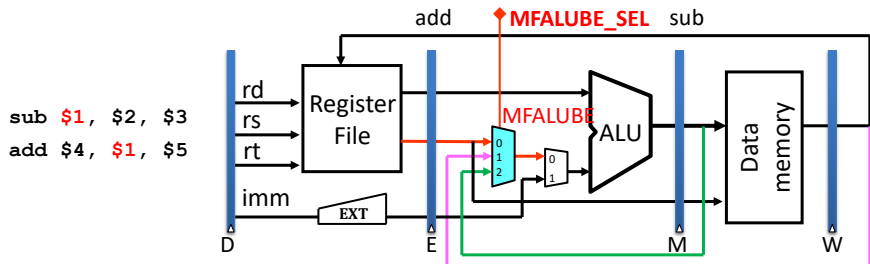 add MFALUBE_SEL sub
sub $1, $2, $3
add $4, $1, $5
rd
rs
rt
imm
Register
File
EXT
MFALUBE
0
1
2
0
1
ALU
Data
memory
D
E
M
W